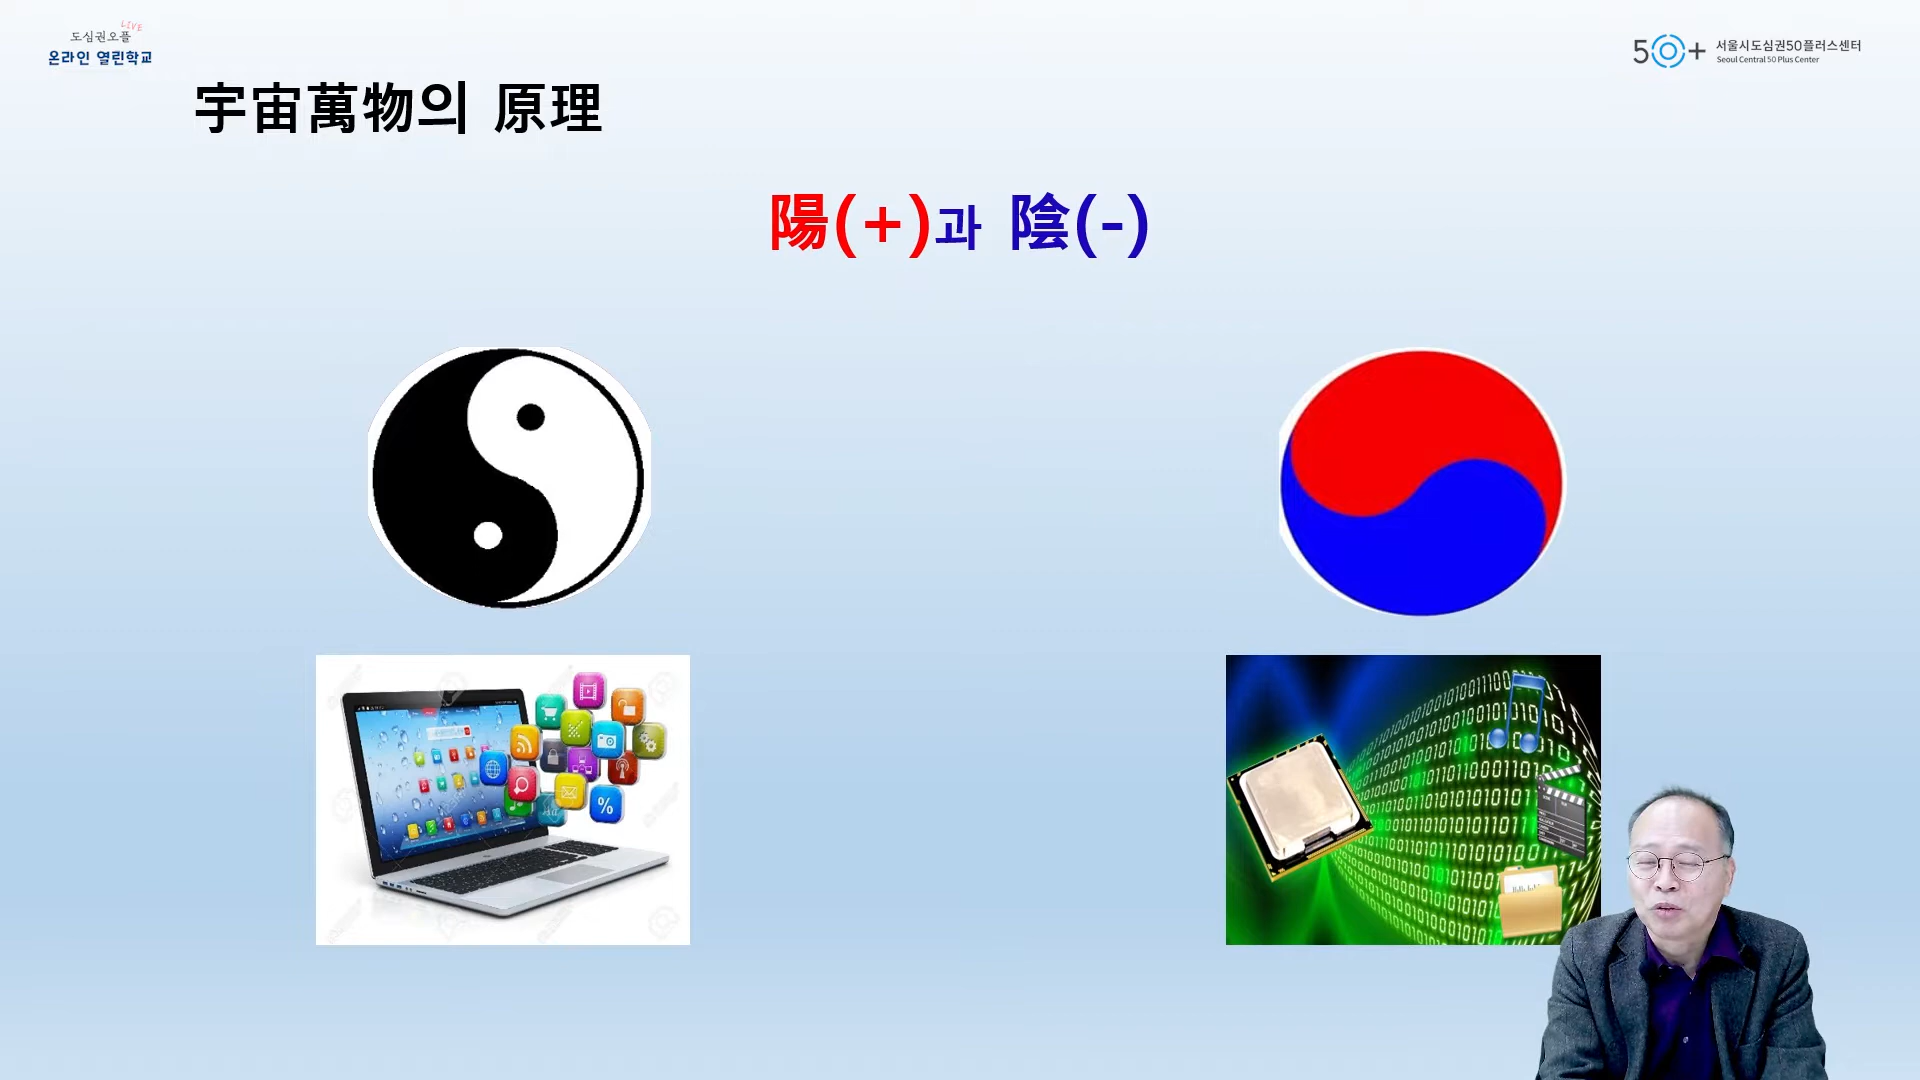 LIVE
도심권오플
온라인 열린학교
50+ 서울시도심권50플러스센터
Seoul Central 50 Plus Center
宇宙萬物의 原理
陽(+)과 陰(-)